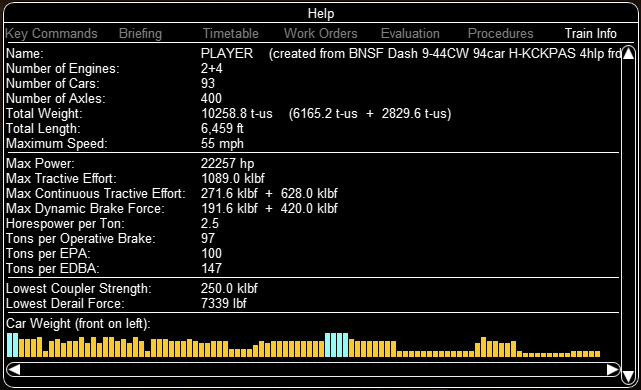 Help
Key Commands Briefing Timetable Work Orders Evaluation Procedures Train Info
Name: PLAYER (created from BNSF Dash 9-44CW 94car H-KCKPAS 4hlp frd
Number of Engines: 2+4
Number of Cars: 93
Number of Axles: 400
Total Weight: 10258.8 t-us (6165.2 t-us + 2829.6 t-us)
Total Length: 6,459 ft
Maximum Speed: 55 mph
Max Power: 22257 hp
Max Tractive Effort: 1089.0 klbf
Max Continuous Tractive Effort: 271.6 klbf + 628.0 klbf
Max Dynamic Brake Force: 191.6 klbf + 420.0 klbf
Horespower per Ton: 2.5
Tons per Operative Brake: 97
Tons per EPA: 100
Tons per EDBA: 147
Lowest Coupler Strength: 250.0 klbf
Lowest Derail Force: 7339 lbf
Car Weight (front on left):